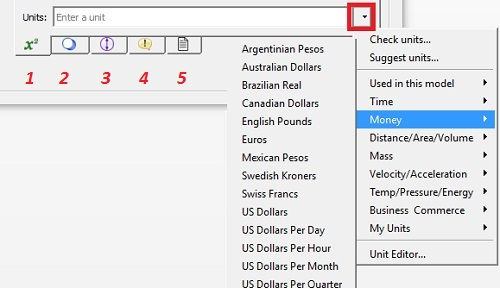 Units: Enter a unit
x²
1 2 3 4 5
Check units...
Suggest units...
Used in this model
Time
Money
Distance/Area/Volume
Mass
Velocity/Acceleration
Temp/Pressure/Energy
Business Commerce
My Units
Unit Editor...
Argentinian Pesos
Australian Dollars
Brazilian Real
Canadian Dollars
English Pounds
Euros
Mexican Pesos
Swedish Kroners
Swiss Francs
US Dollars
US Dollars Per Day
US Dollars Per Hour
US Dollars Per Month
US Dollars Per Quarter